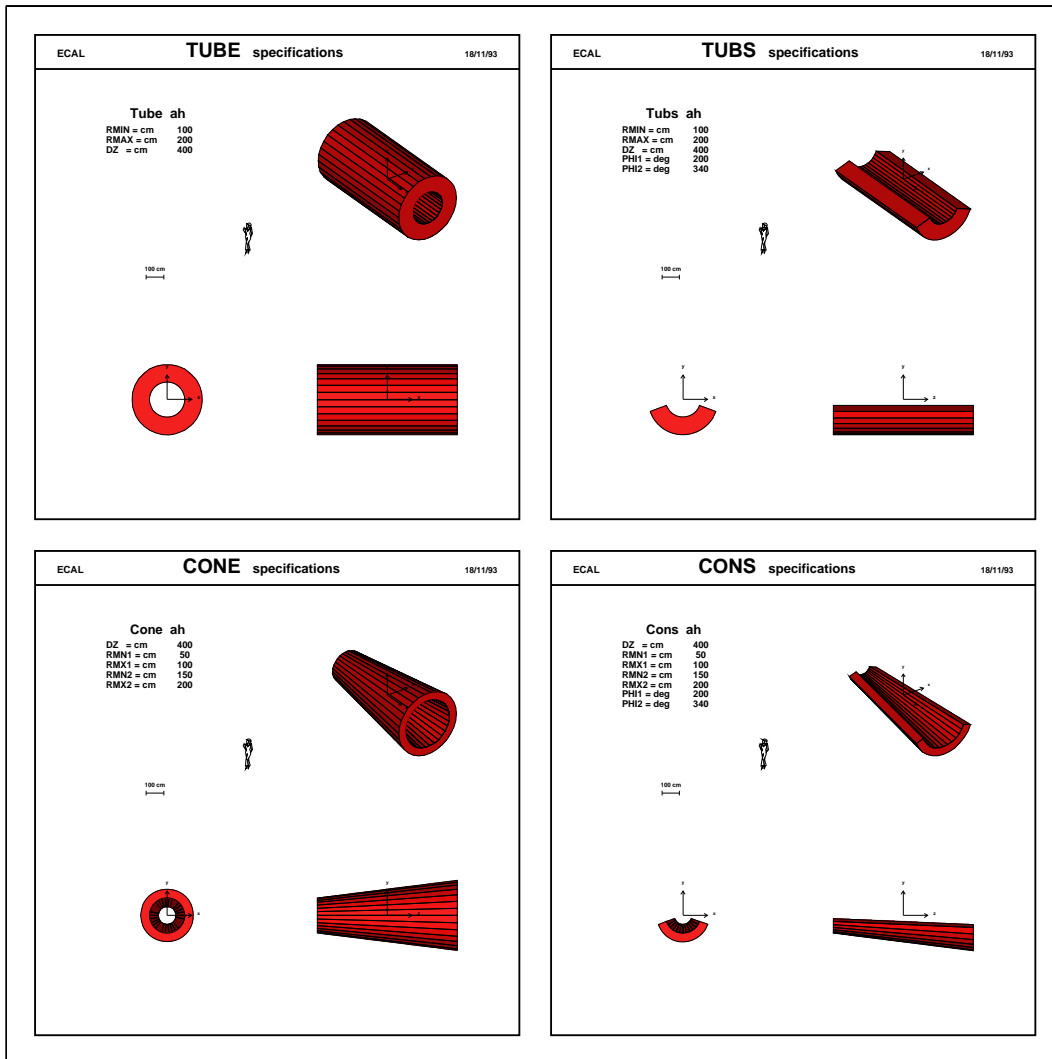 ECAL TUBE specifications 18/11/93
Tube ah
RMIN = cm 100
RMAX = cm 200
DZ = cm 400
y
x
z
100 cm
y
x
z
ECAL TUBS specifications 18/11/93
Tubs ah
RMIN = cm 100
RMAX = cm 200
DZ = cm 400
PHI1 = deg 200
PHI2 = deg 340
y
x
100 cm
y
x
y
z
ECAL CONE specifications 18/11/93
Cone ah
DZ = cm 400
RMN1 = cm 50
RMX1 = cm 100
RMN2 = cm 150
RMX2 = cm 200
100 cm
y
x
ECAL CONS specifications 18/11/93
Cons ah
DZ = cm 400
RMN1 = cm 50
RMX1 = cm 100
RMN2 = cm 150
RMX2 = cm 200
PHI1 = deg 200
PHI2 = deg 340
y
x
100 cm
y
x
y
z